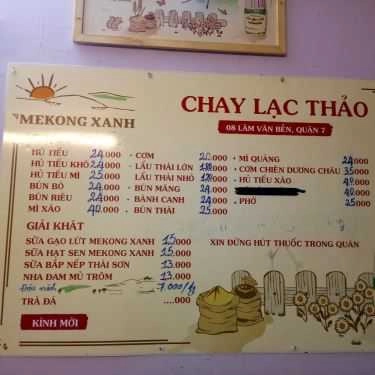 MEKONG XANH
CHAY LẠC THẢO
08 LÂM VĂN BỀN, QUẬN 7
HỦ TIẾU 24.000
HỦ TIẾU KHÔ 24.000
HỦ TIẾU MÌ 25.000
BÚN BÒ 24.000
BÚN RIÊU 24.000
MÌ XÀO 40.000
CƠM 20.000
LẨU THÁI LỚN .000
LẨU THÁI NHỎ .000
BÚN MĂNG 24.000
BÁNH CANH 24.000
BÚN THÁI 25.000
MÌ QUẢNG 24.000
CƠM CHIÊN DƯƠNG CHÂU 35.000
HỦ TIẾU XÀO 40.000
40.000
PHỞ 25.000
GIẢI KHÁT
SỮA GẠO LỨT MEKONG XANH 15.000
SỮA HẠT SEN MEKONG XANH 15.000
SỮA BẮP NẾP THÁI SƠN 13.000
NHA ĐAM MỦ TRÔM 13.000
7.000/
TRÀ ĐÁ ....000
XIN ĐỪNG HÚT THUỐC TRONG QUÁN
KÍNH MỜI